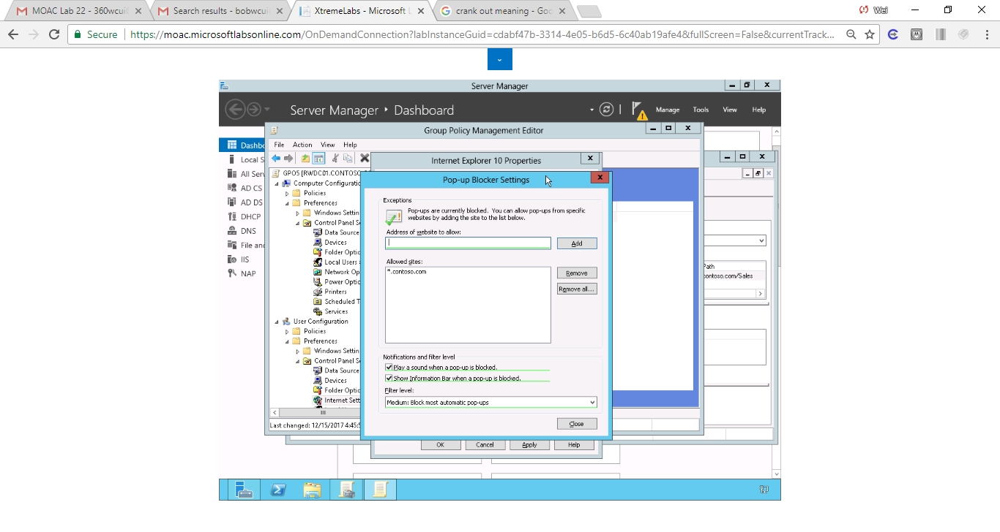 MOAC Lab 22 - 360wcui
Search results - bobwcui
XtremeLabs - Microsoft L
crank out meaning - Goo
Wei
Secure
https://moac.microsoftlabsonline.com/OnDemandConnection?labInstanceGuid=cdabf47b-3314-4e05-b6d5-6c40ab19afe4&fullScreen=False&currentTrack...
Server Manager
Server Manager
Dashboard
Manage
Tools
View
Help
Dashbo
Local S
All Serv
AD CS
AD DS
DHCP
DNS
File and
IIS
NAP
Group Policy Management Editor
File
Action
View
Help
GPO5 [RWDC01.CONTOSO
Computer Configuratio
Policies
Preferences
Windows Settin
Control Panel Se
Data Source
Devices
Folder Optic
Local Users a
Network Op
Power Optic
Printers
Scheduled T
Services
User Configuration
Policies
Preferences
Windows Settin
Control Panel Se
Data Source
Devices
Folder Optic
Internet Sett
Last changed: 12/15/2017 4:45:5
Internet Explorer 10 Properties
Pop-up Blocker Settings
Exceptions
Pop-ups are currently blocked. You can allow pop-ups from specific
websites by adding the site to the list below.
Address of website to allow:
Add
Allowed sites:
*.contoso.com
Remove
Remove all...
Notifications and filter level
Play a sound when a pop-up is blocked.
Show Information Bar when a pop-up is blocked.
Filter level:
Medium: Block most automatic pop-ups
Close
OK
Cancel
Apply
Help
Path
contoso.com/Sales